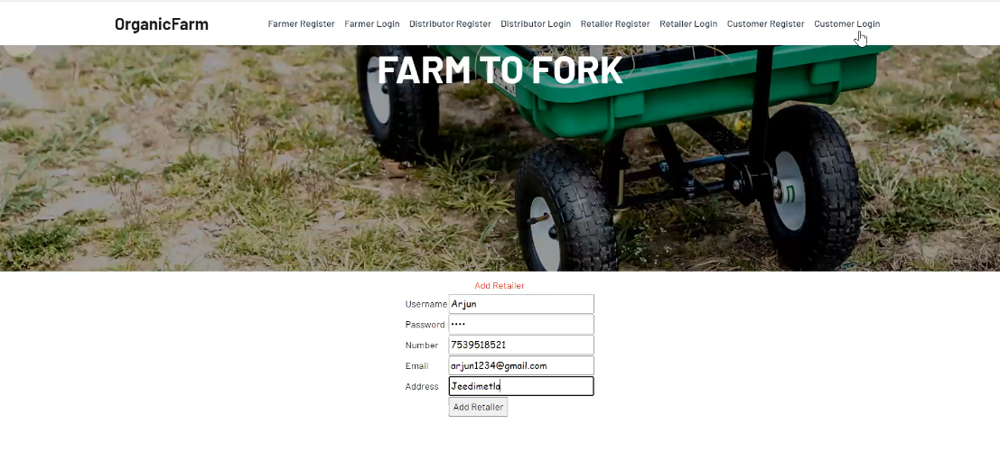 OrganicFarm Farmer Register Farmer Login Distributor Register Distributor Login Retailer Register Retailer Login Customer Register Customer Login
FARM TO FORK
Add Retailer
Username Arjun
Password ••••
Number 7539518521
Email arjun1234@gmail.com
Address Jeedimetla
Add Retailer